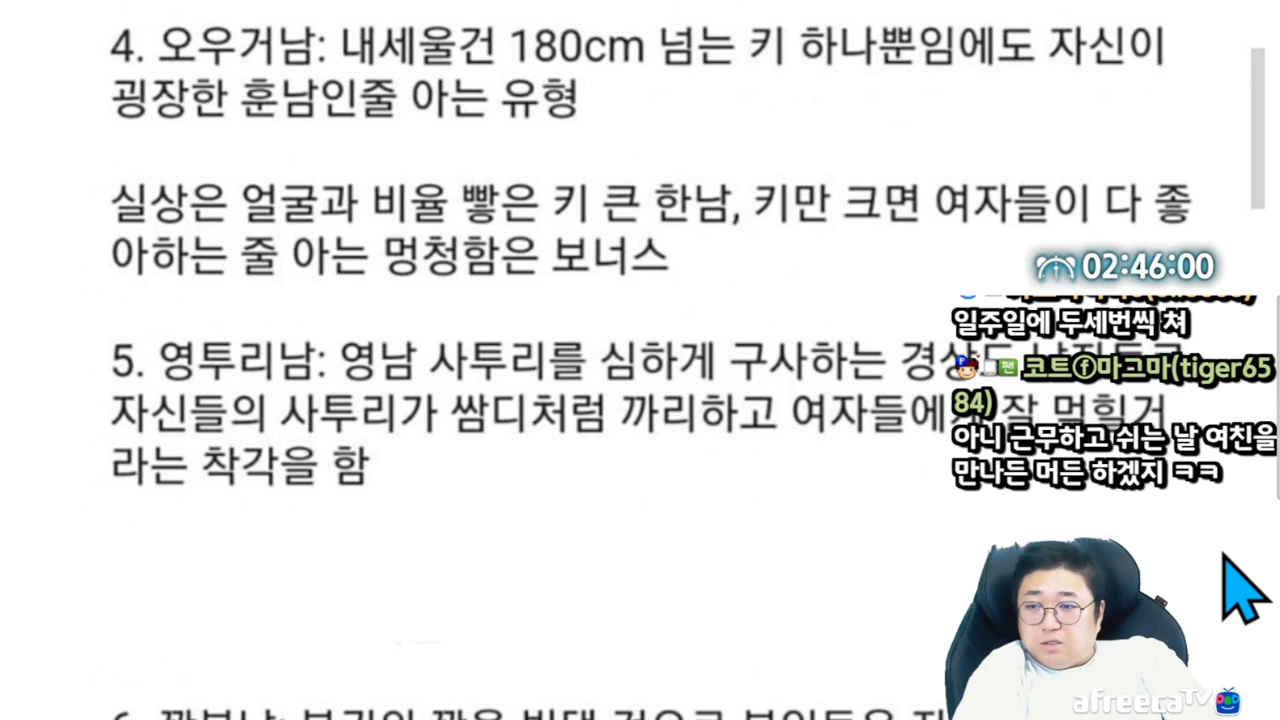 4. 오우거남: 내세울건 180cm 넘는 키 하나뿐임에도 자신이
굉장한 훈남인줄 아는 유형
실상은 얼굴과 비율 빻은 키 큰 한남, 키만 크면 여자들이 다 좋
아하는 줄 아는 멍청함은 보너스
02:46:00
5. 영투리남: 영남 사투리를 심하게 구사하는
자신들의 사투리가 쌈디처럼 까리하고 잘 먹힐거
라는 착각을 함
일주일에 두세번씩 쳐
P 팬 코트ⓕ마그마(tiger65
84)
아니 근무하고 쉬는 날 여친을
만나든 머든 하겠지 ㅋㅋ
afreecaTV